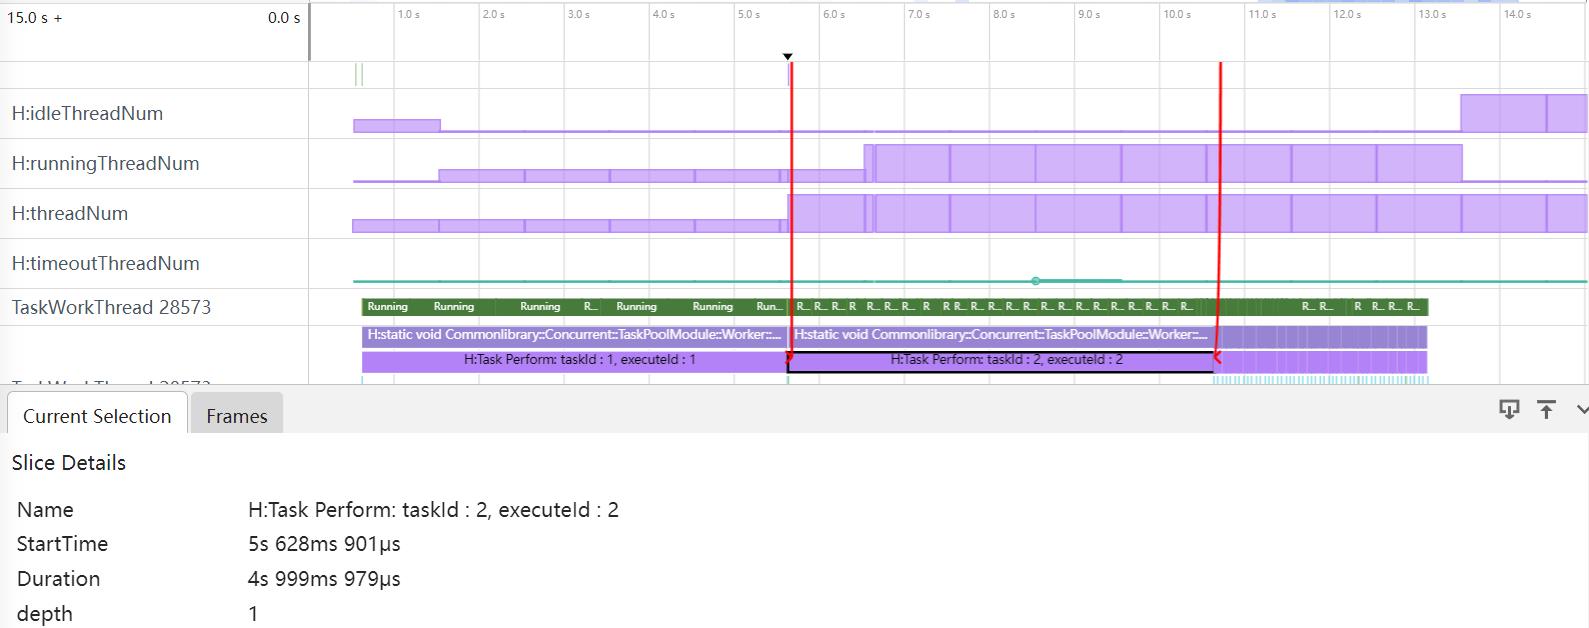 15.0 s + 0.0 s 1.0 s 2.0 s 3.0 s 4.0 s 5.0 s 6.0 s 7.0 s 8.0 s 9.0 s 10.0 s 11.0 s 12.0 s 13.0 s 14.0 s
H:idleThreadNum
H:runningThreadNum
H:threadNum
H:timeoutThreadNum
TaskWorkThread 28573 Running Running Running R... Running Running Run... R... R... R... R R... R... R... R R R... R... R... R... R... R... R... R... R... R... R... R... R... R... R... R R... R... R...
H:static void Commonlibrary::Concurrent::TaskPoolModule::Worker::... H:static void Commonlibrary::Concurrent::TaskPoolModule::Worker::...
H:Task Perform: taskId : 1, executeId : 1 H:Task Perform: taskId : 2, executeId : 2
Current Selection Frames
Slice Details
Name H:Task Perform: taskId : 2, executeId : 2
StartTime 5s 628ms 901μs
Duration 4s 999ms 979μs
depth 1